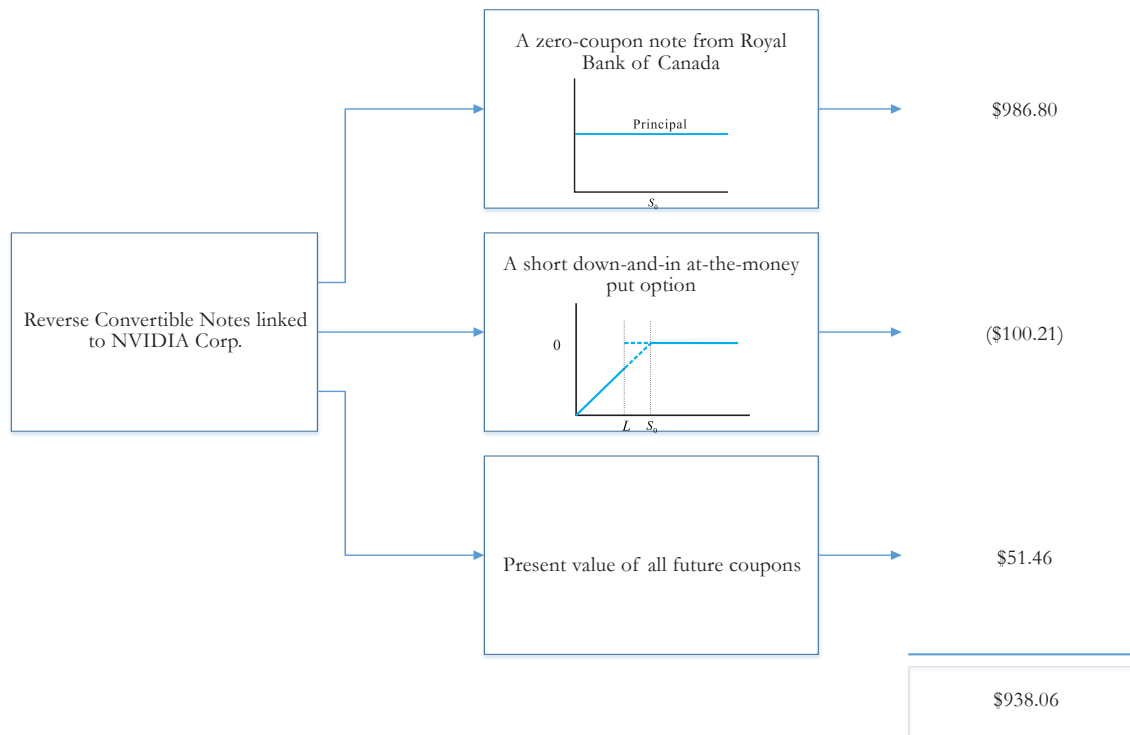 A zero-coupon note from Royal
Bank of Canada
Principal
S₀
$986.80
Reverse Convertible Notes linked
to NVIDIA Corp.
A short down-and-in at-the-money
put option
0
L
S₀
($100.21)
Present value of all future coupons
$51.46
$938.06